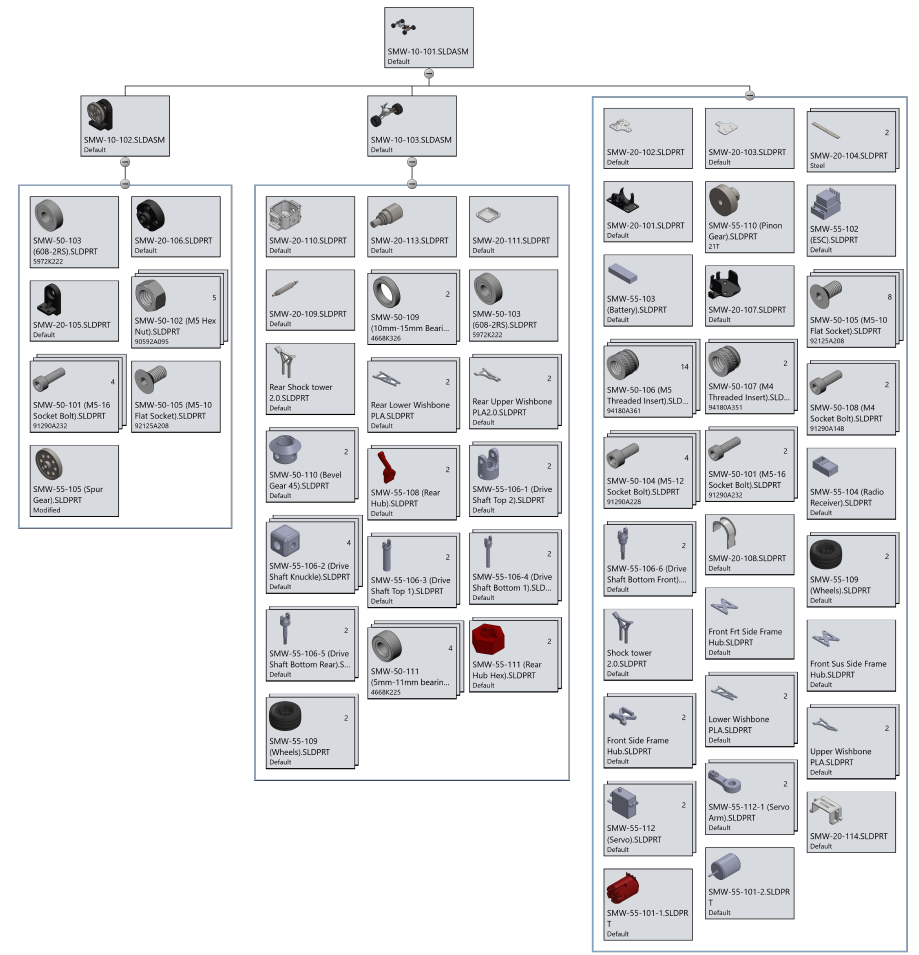 SMW-10-101.SLDASM
Default
SMW-10-102.SLDASM
Default
SMW-10-103.SLDASM
Default
SMW-50-103
(608-2RS).SLDPRT
5972K222
SMW-20-106.SLDPRT
Default
SMW-20-105.SLDPRT
Default
5
SMW-50-102 (M5 Hex
Nut).SLDPRT
90592A095
4
SMW-50-101 (M5-16
Socket Bolt).SLDPRT
91290A232
SMW-50-105 (M5-10
Flat Socket).SLDPRT
92125A208
SMW-55-105 (Spur
Gear).SLDPRT
Modified
SMW-20-110.SLDPRT
Default
SMW-20-113.SLDPRT
Default
SMW-20-111.SLDPRT
Default
SMW-20-109.SLDPRT
Default
2
SMW-50-109
(10mm-15mm Beari...
4668K326
SMW-50-103
(608-2RS).SLDPRT
5972K222
Rear Shock tower
2.0.SLDPRT
Default
2
Rear Lower Wishbone
PLA.SLDPRT
Default
2
Rear Upper Wishbone
PLA2.0.SLDPRT
Default
2
SMW-50-110 (Bevel
Gear 45).SLDPRT
Default
2
SMW-55-108 (Rear
Hub).SLDPRT
Default
2
SMW-55-106-1 (Drive
Shaft Top 2).SLDPRT
Default
4
SMW-55-106-2 (Drive
Shaft Knuckle).SLDPRT
Default
2
SMW-55-106-3 (Drive
Shaft Top 1).SLDPRT
Default
2
SMW-55-106-4 (Drive
Shaft Bottom 1).SLD...
Default
2
SMW-55-106-5 (Drive
Shaft Bottom Rear).S...
Default
4
SMW-50-111
(5mm-11mm bearin...
4668K225
2
SMW-55-111 (Rear
Hub Hex).SLDPRT
Default
2
SMW-55-109
(Wheels).SLDPRT
Default
SMW-20-102.SLDPRT
Default
SMW-20-103.SLDPRT
Default
2
SMW-20-104.SLDPRT
Steel
SMW-20-101.SLDPRT
Default
SMW-55-110 (Pinon
Gear).SLDPRT
21T
SMW-55-102
(ESC).SLDPRT
Default
SMW-55-103
(Battery).SLDPRT
Default
SMW-20-107.SLDPRT
Default
8
SMW-50-105 (M5-10
Flat Socket).SLDPRT
92125A208
14
SMW-50-106 (M5
Threaded Insert).SLD...
94180A361
2
SMW-50-107 (M4
Threaded Insert).SLD...
94180A351
2
SMW-50-108 (M4
Socket Bolt).SLDPRT
91290A148
4
SMW-50-104 (M5-12
Socket Bolt).SLDPRT
91290A228
2
SMW-50-101 (M5-16
Socket Bolt).SLDPRT
91290A232
SMW-55-104 (Radio
Receiver).SLDPRT
Default
2
SMW-55-106-6 (Drive
Shaft Bottom Front)....
Default
SMW-20-108.SLDPRT
Default
2
SMW-55-109
(Wheels).SLDPRT
Default
Shock tower
2.0.SLDPRT
Default
Front Frt Side Frame
Hub.SLDPRT
Default
Front Sus Side Frame
Hub.SLDPRT
Default
2
Front Side Frame
Hub.SLDPRT
Default
2
Lower Wishbone
PLA.SLDPRT
Default
2
Upper Wishbone
PLA.SLDPRT
Default
2
SMW-55-112
(Servo).SLDPRT
Default
2
SMW-55-112-1 (Servo
Arm).SLDPRT
Default
SMW-20-114.SLDPRT
Default
SMW-55-101-1.SLDPR
T
Default
SMW-55-101-2.SLDPR
T
Default